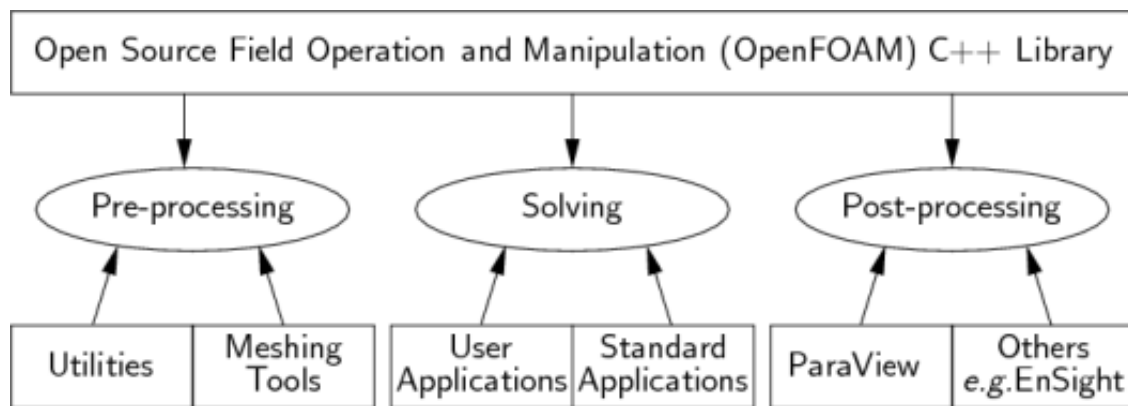 Open Source Field Operation and Manipulation (OpenFOAM) C++ Library
Pre-processing
Solving
Post-processing
Utilities
Meshing
Tools
User
Applications
Standard
Applications
ParaView
Others
e.g.EnSight